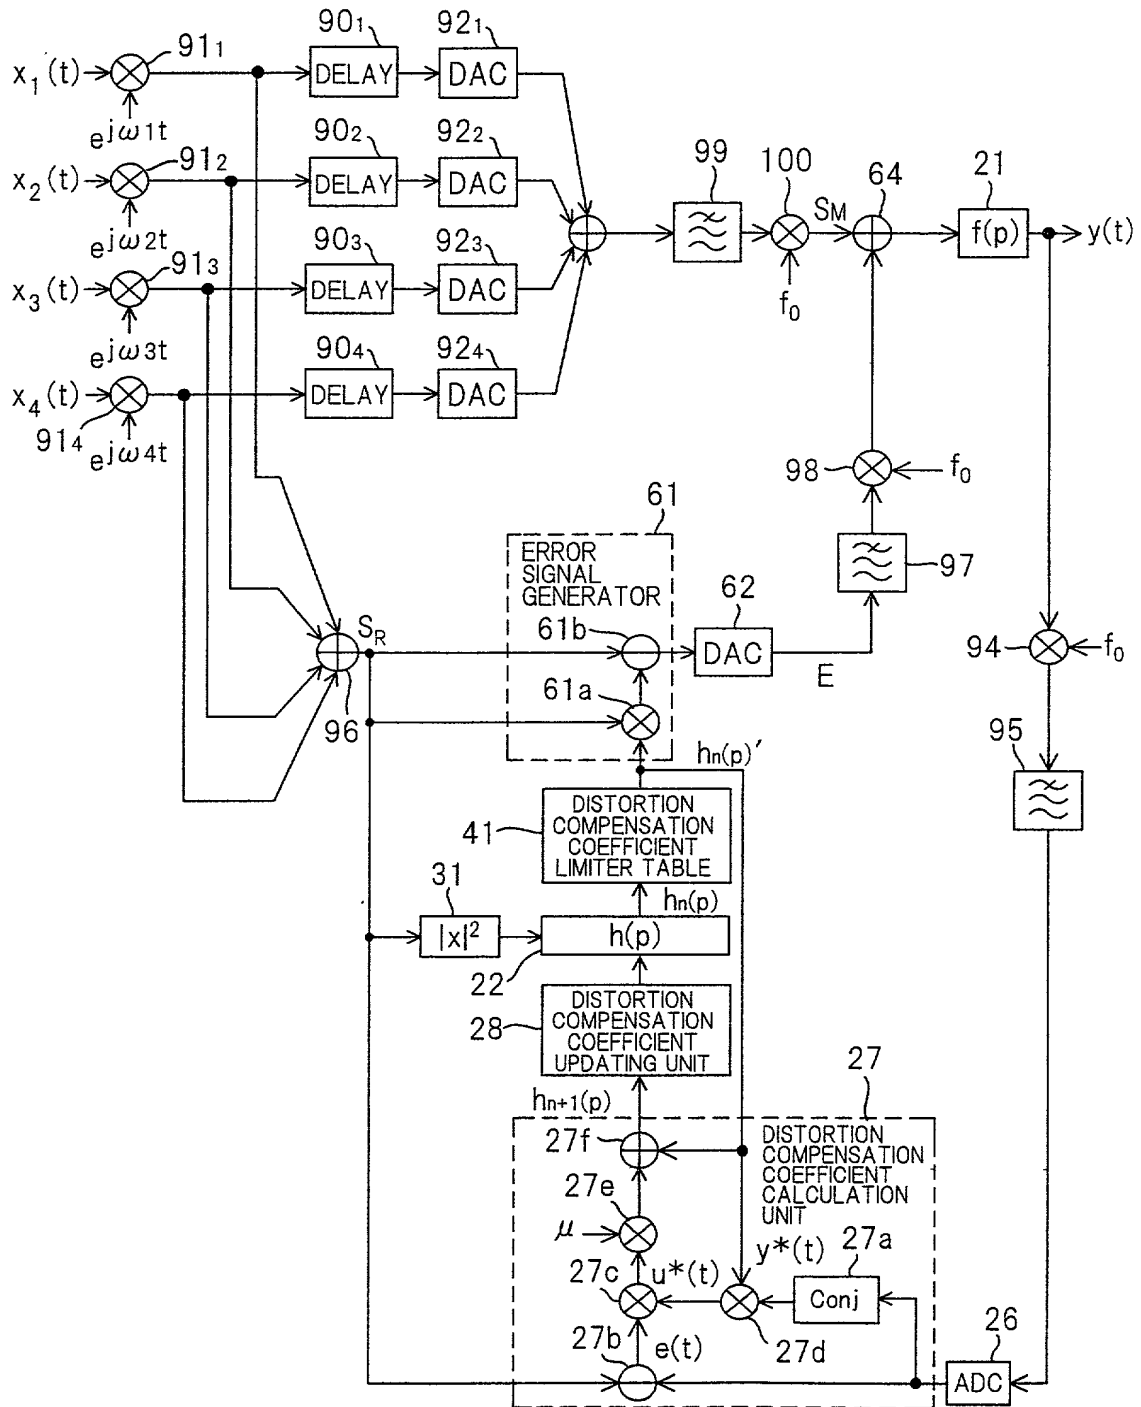 x1(t)
911
901
DELAY
921
DAC
e^jω1t
x2(t)
912
902
DELAY
922
DAC
e^jω2t
x3(t)
913
903
DELAY
923
DAC
e^jω3t
x4(t)
914
904
DELAY
924
DAC
e^jω4t
99
100
SM
64
21
f(p)
y(t)
f0
98
f0
97
94
f0
95
61
ERROR
SIGNAL
GENERATOR
61b
62
DAC
E
SR
96
61a
hn(p)′
41
DISTORTION
COMPENSATION
COEFFICIENT
LIMITER TABLE
hn(p)
31
|x|²
h(p)
22
28
DISTORTION
COMPENSATION
COEFFICIENT
UPDATING UNIT
hn+1(p)
27
DISTORTION
COMPENSATION
COEFFICIENT
CALCULATION
UNIT
27f
27e
μ
27c
u*(t)
y*(t)
27a
Conj
27d
27b
e(t)
26
ADC